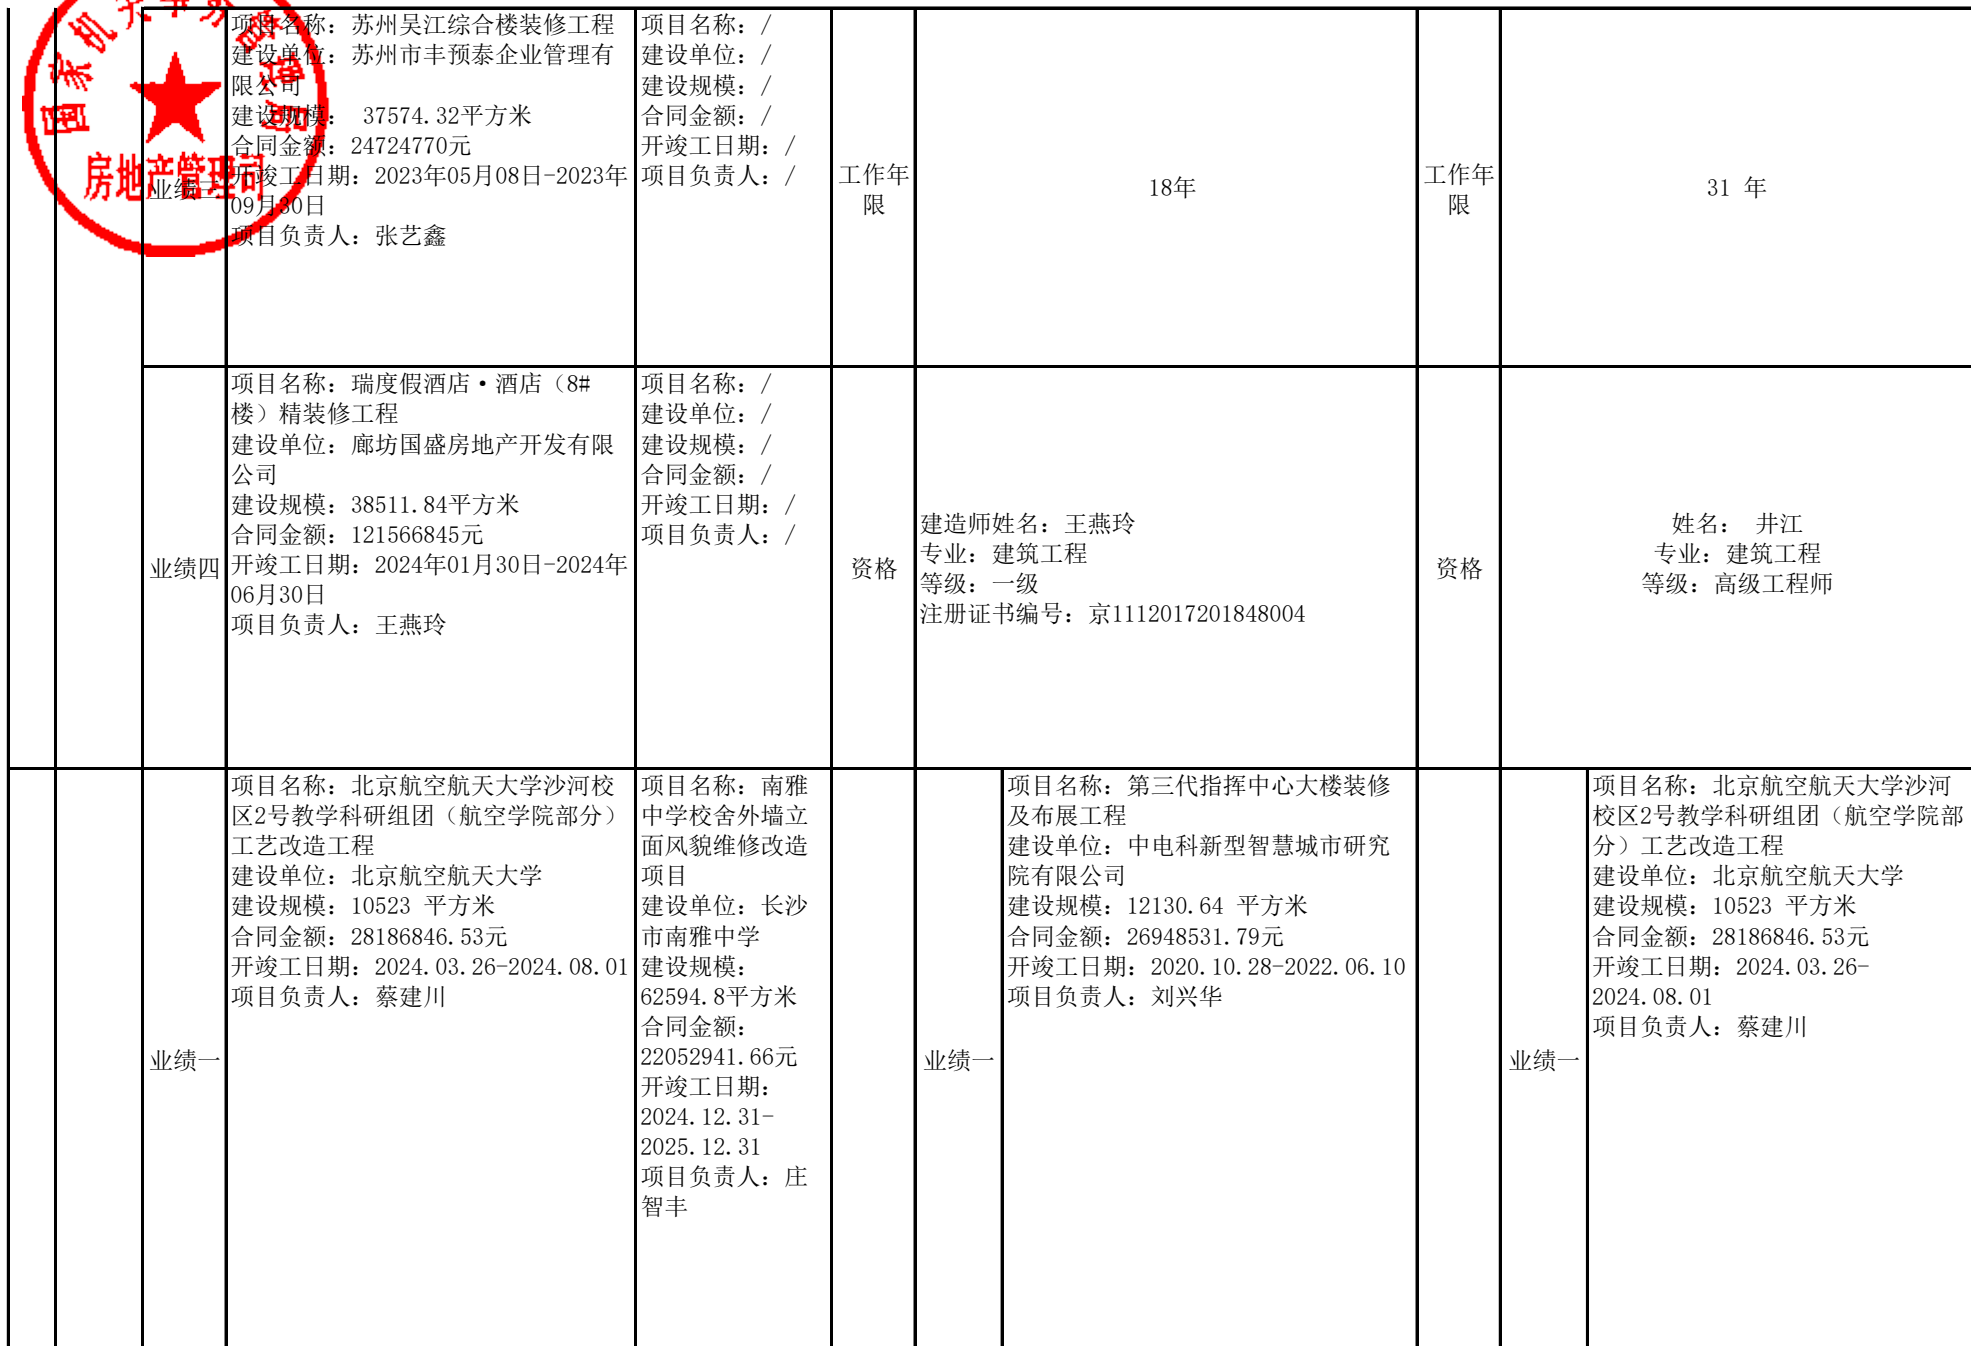 国家机关事务管理局
房地产管理司
业绩三
项目名称：苏州吴江综合楼装修工程
建设单位：苏州市丰预泰企业管理有
限公司
建设规模： 37574.32平方米
合同金额：24724770元
开竣工日期：2023年05月08日-2023年
09月30日
项目负责人：张艺鑫
项目名称：/
建设单位：/
建设规模：/
合同金额：/
开竣工日期：/
项目负责人：/
工作年
限
18年
工作年
限
31 年
业绩四
项目名称：瑞度假酒店•酒店（8#
楼）精装修工程
建设单位：廊坊国盛房地产开发有限
公司
建设规模：38511.84平方米
合同金额：121566845元
开竣工日期：2024年01月30日-2024年
06月30日
项目负责人：王燕玲
项目名称：/
建设单位：/
建设规模：/
合同金额：/
开竣工日期：/
项目负责人：/
资格
建造师姓名：王燕玲
专业：建筑工程
等级：一级
注册证书编号：京1112017201848004
资格
姓名： 井江
专业：建筑工程
等级：高级工程师
业绩一
项目名称：北京航空航天大学沙河校
区2号教学科研组团（航空学院部分）
工艺改造工程
建设单位：北京航空航天大学
建设规模：10523 平方米
合同金额：28186846.53元
开竣工日期：2024.03.26-2024.08.01
项目负责人：蔡建川
项目名称：南雅
中学校舍外墙立
面风貌维修改造
项目
建设单位：长沙
市南雅中学
建设规模：
62594.8平方米
合同金额：
22052941.66元
开竣工日期：
2024.12.31-
2025.12.31
项目负责人：庄
智丰
业绩一
项目名称：第三代指挥中心大楼装修
及布展工程
建设单位：中电科新型智慧城市研究
院有限公司
建设规模：12130.64 平方米
合同金额：26948531.79元
开竣工日期：2020.10.28-2022.06.10
项目负责人：刘兴华
业绩一
项目名称：北京航空航天大学沙河
校区2号教学科研组团（航空学院部
分）工艺改造工程
建设单位：北京航空航天大学
建设规模：10523 平方米
合同金额：28186846.53元
开竣工日期：2024.03.26-
2024.08.01
项目负责人：蔡建川